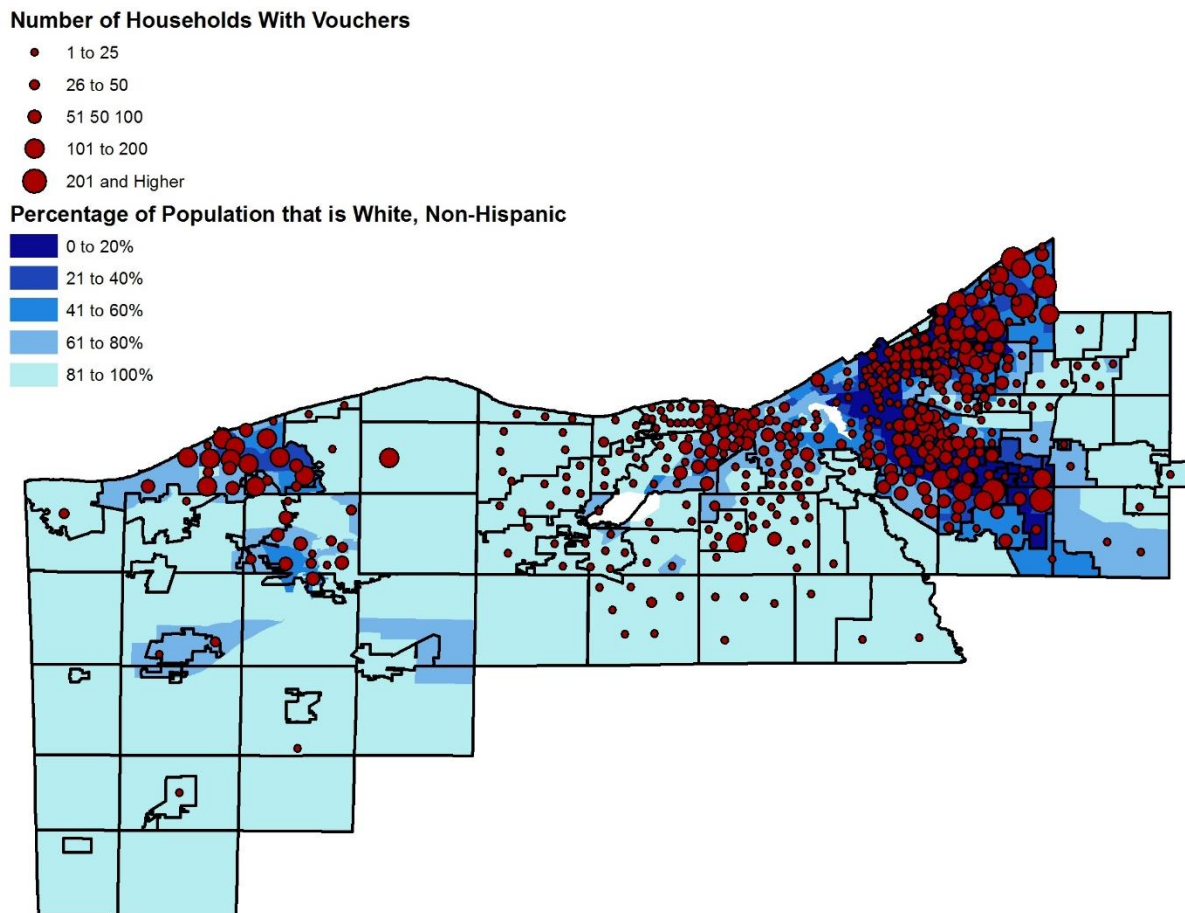 Number of Households With Vouchers
1 to 25
26 to 50
51 50 100
101 to 200
201 and Higher
Percentage of Population that is White, Non-Hispanic
0 to 20%
21 to 40%
41 to 60%
61 to 80%
81 to 100%